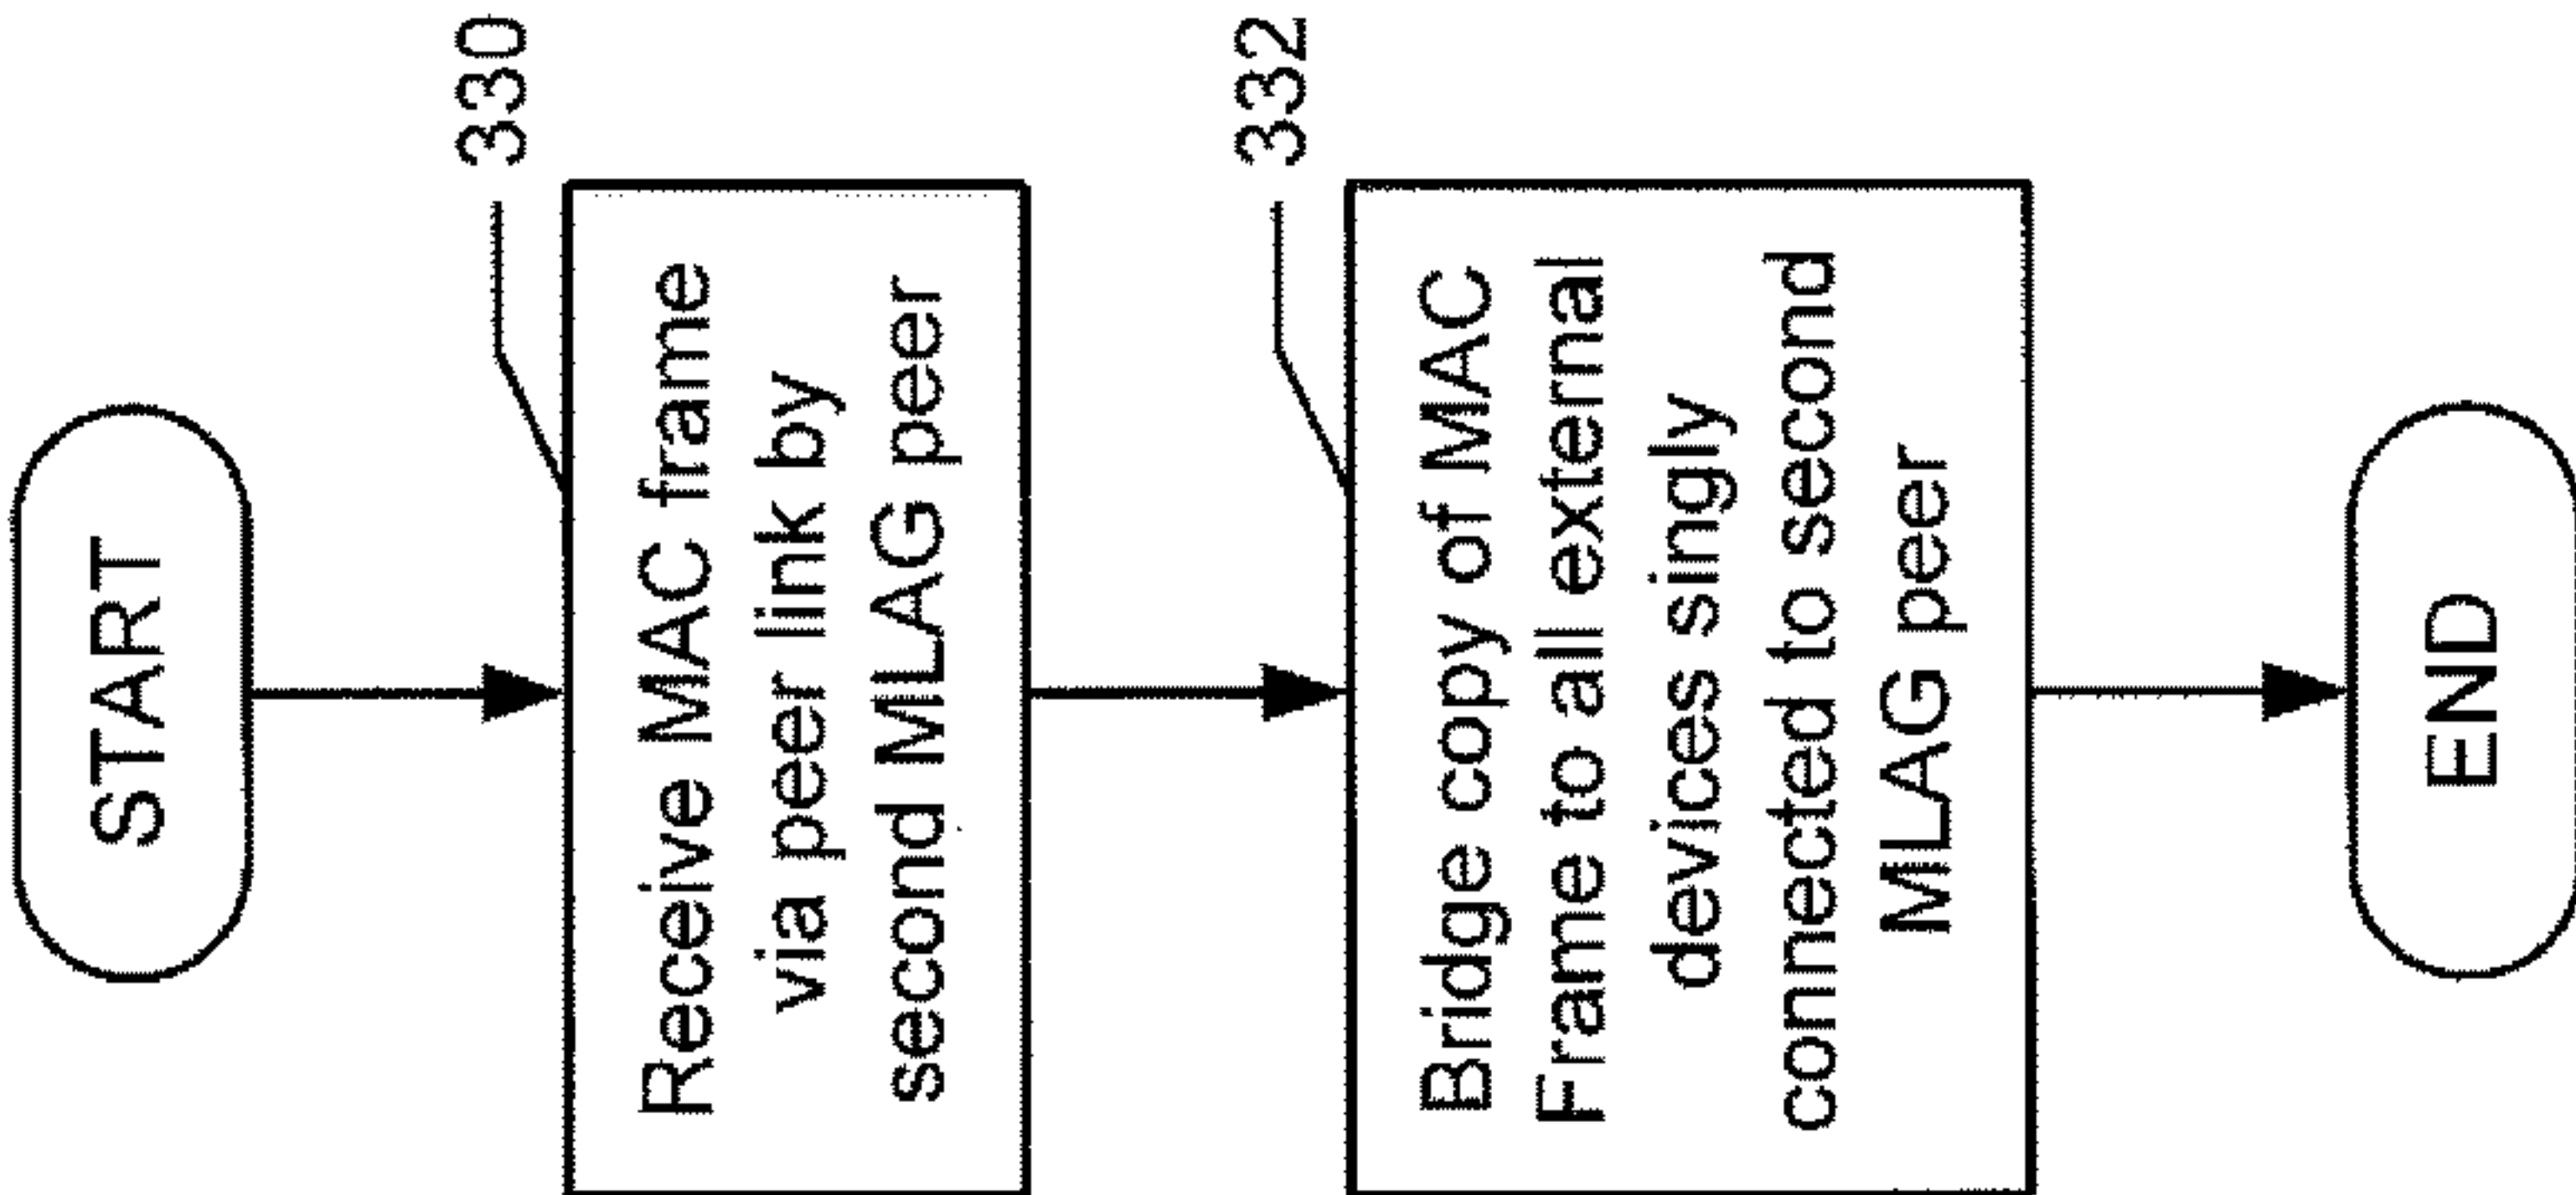 START
330
Receive MAC frame
via peer link by
second MLAG peer
332
Bridge copy of MAC
Frame to all external
devices singly
connected to second
MLAG peer
END